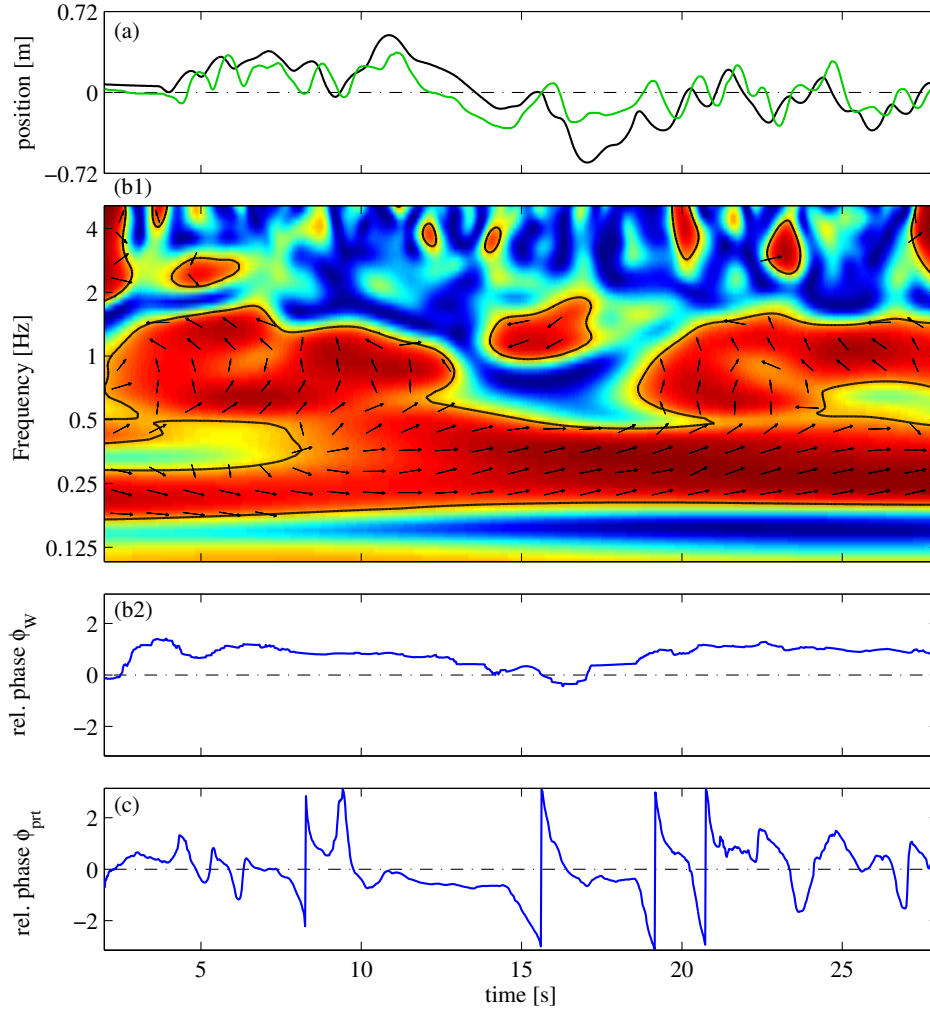 (a)
0.72
0
−0.72
position [m]
(b1)
4
2
1
0.5
0.25
0.125
Frequency [Hz]
(b2)
2
0
−2
rel. phase ϕW
(c)
2
0
−2
rel. phase ϕprt
5 10 15 20 25
time [s]